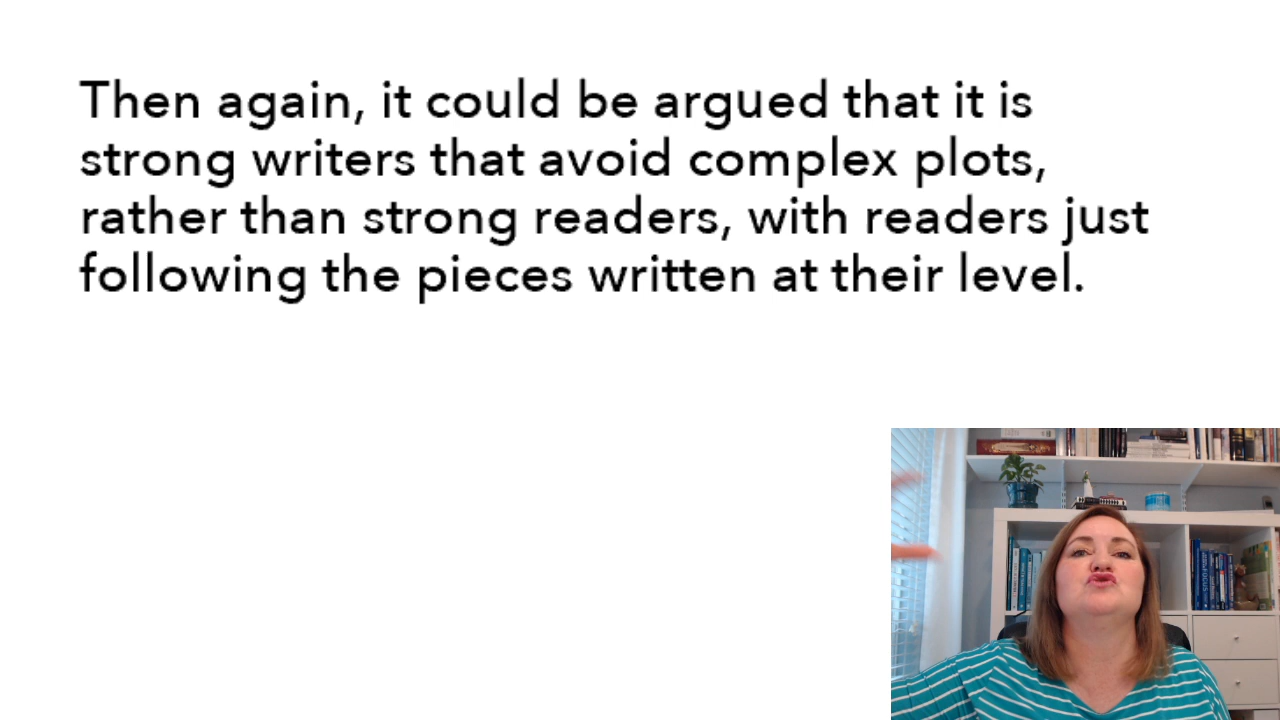 Then again, it could be argued that it is
strong writers that avoid complex plots,
rather than strong readers, with readers just
following the pieces written at their level.